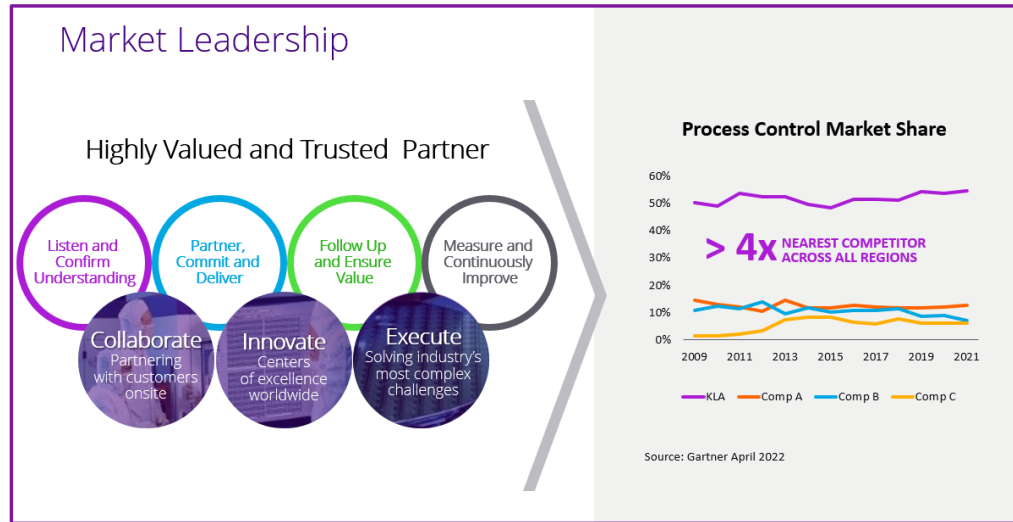 Market Leadership
Highly Valued and Trusted Partner
Listen and
Confirm
Understanding
Partner,
Commit and
Deliver
Follow Up
and Ensure
Value
Measure and
Continuously
Improve
Collaborate
Partnering
with customers
onsite
Innovate
Centers
of excellence
worldwide
Execute
Solving industry's
most complex
challenges
Process Control Market Share
60%
50%
40%
30%
20%
10%
0%
> 4x NEAREST COMPETITOR
ACROSS ALL REGIONS
2009 2011 2013 2015 2017 2019 2021
KLA Comp A Comp B Comp C
Source: Gartner April 2022